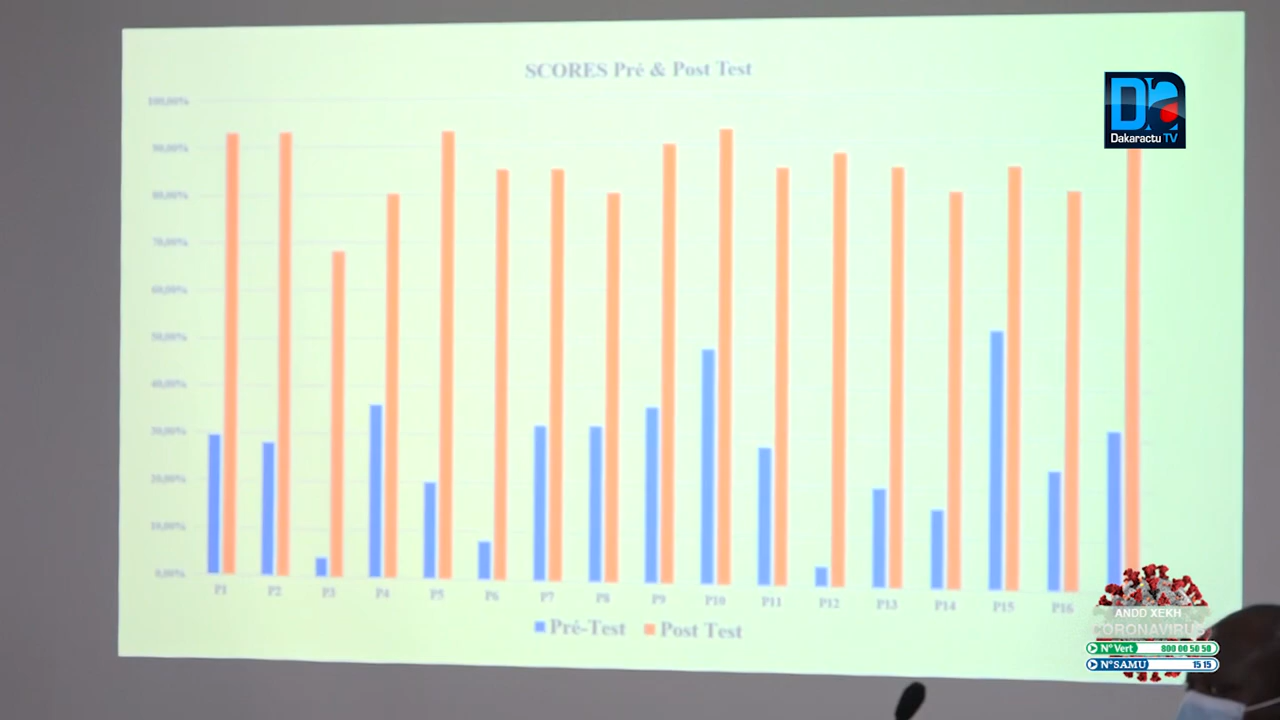 SCORES Pré & Post Test
100,00%
90,00%
80,00%
70,00%
60,00%
50,00%
40,00%
30,00%
20,00%
10,00%
0,00%
P1 P2 P3 P4 P5 P6 P7 P8 P9 P10 P11 P12 P13 P14 P15 P16
Pré-Test Post Test
Dakaractu TV
ANDD XEKH
CORONAVIRUS
N° Vert 800 00 50 50
N° SAMU 15 15